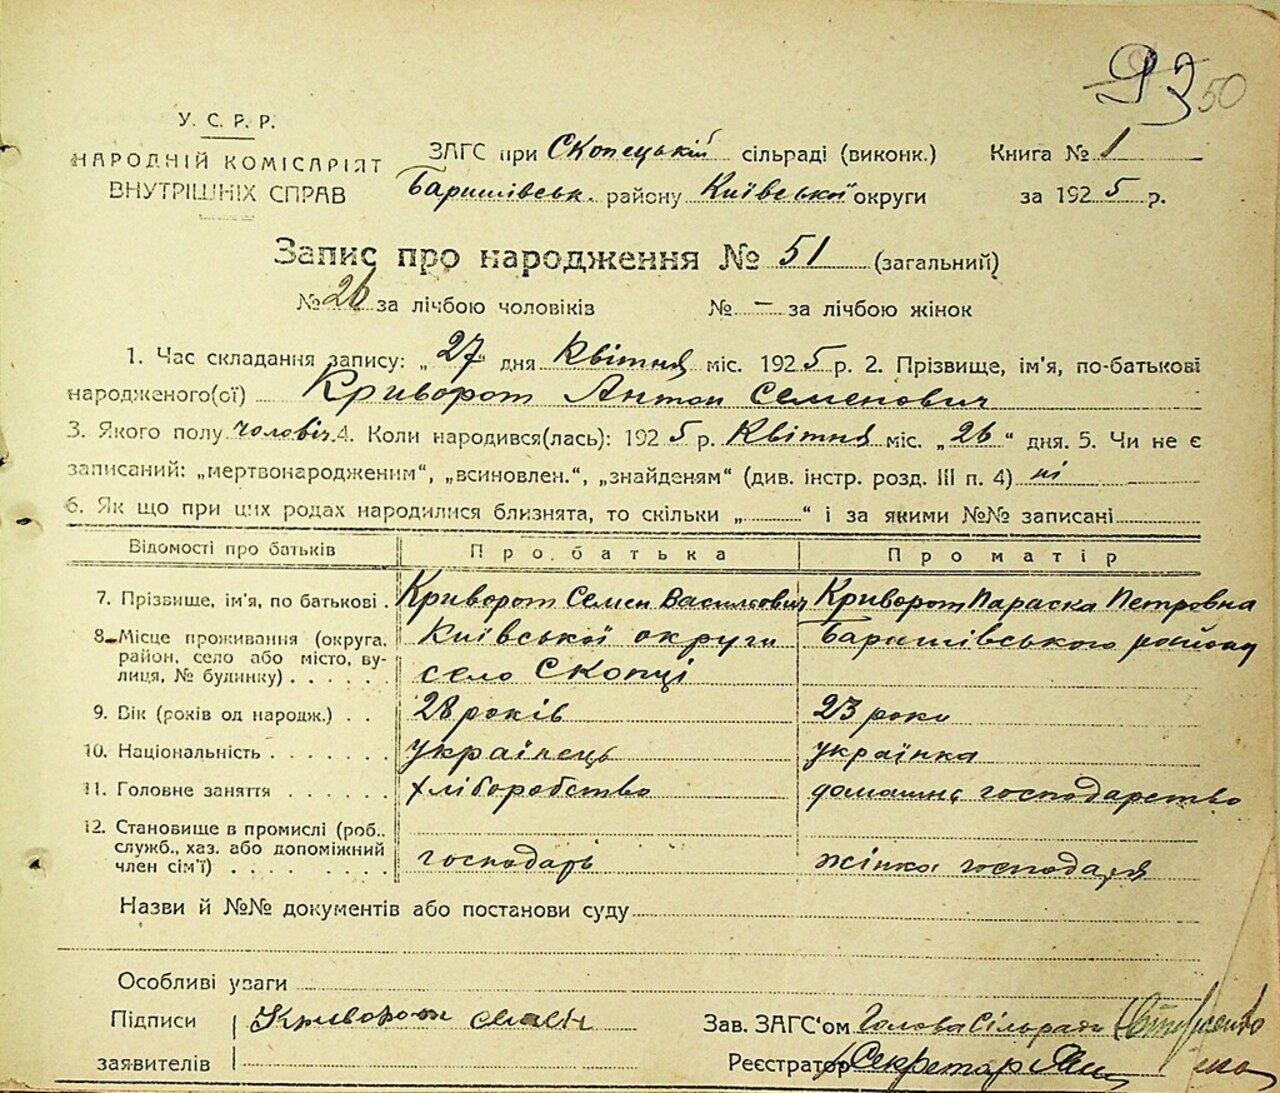 93 50
У. С. Р. Р.
НАРОДНІЙ КОМІСАРІЯТ
ВНУТРІШНІХ СПРАВ
ЗАГС при Скопецькій сільраді (виконк.) Книга № 1
Баришівськ. району Київської округи за 1925 р.
Запис про народження № 51 (загальний)
№ 26 за лічбою чоловіків № — за лічбою жінок
1. Час складання запису: „27“ дня Квітня міс. 1925 р. 2. Прізвище, ім'я, по-батькові
народженого(ої) Криворот Антон Семенович
3. Якого полу чоловіч. 4. Коли народився(лась): 1925 р. Квітня міс. „26“ дня. 5. Чи не є
записаний: „мертвонародженим“, „всиновлен.“, „знайденям“ (див. інстр. розд. III п. 4) ні
6. Як що при цих родах народилися близнята, то скільки „ “ і за якими №№ записані
Відомості про батьків Про батька Про матір
7. Прізвище, ім'я, по батькові . Криворот Семен Васильович Криворот Параска Петровна
8. Місце проживання (округа, Київської округи Баришівського району
район, село або місто, ву-
лиця, № будинку) . . . . . . село Скопці
9. Вік (років од народж.) . . 28 років 23 роки
10. Національність . . . . . . . українець українка
11. Головне заняття . . . . . . хліборобство домашнє господарство
12. Становище в промислі (роб.,
служб., хаз. або допоміжний
член сім'ї) . . . . . . . . . господарь жінка господаря
Назви й №№ документів або постанови суду
Особливі уваги
Підписи Криворот Зав. ЗАГС'ом Голова Сільради
заявителів Реєстратор Секретар